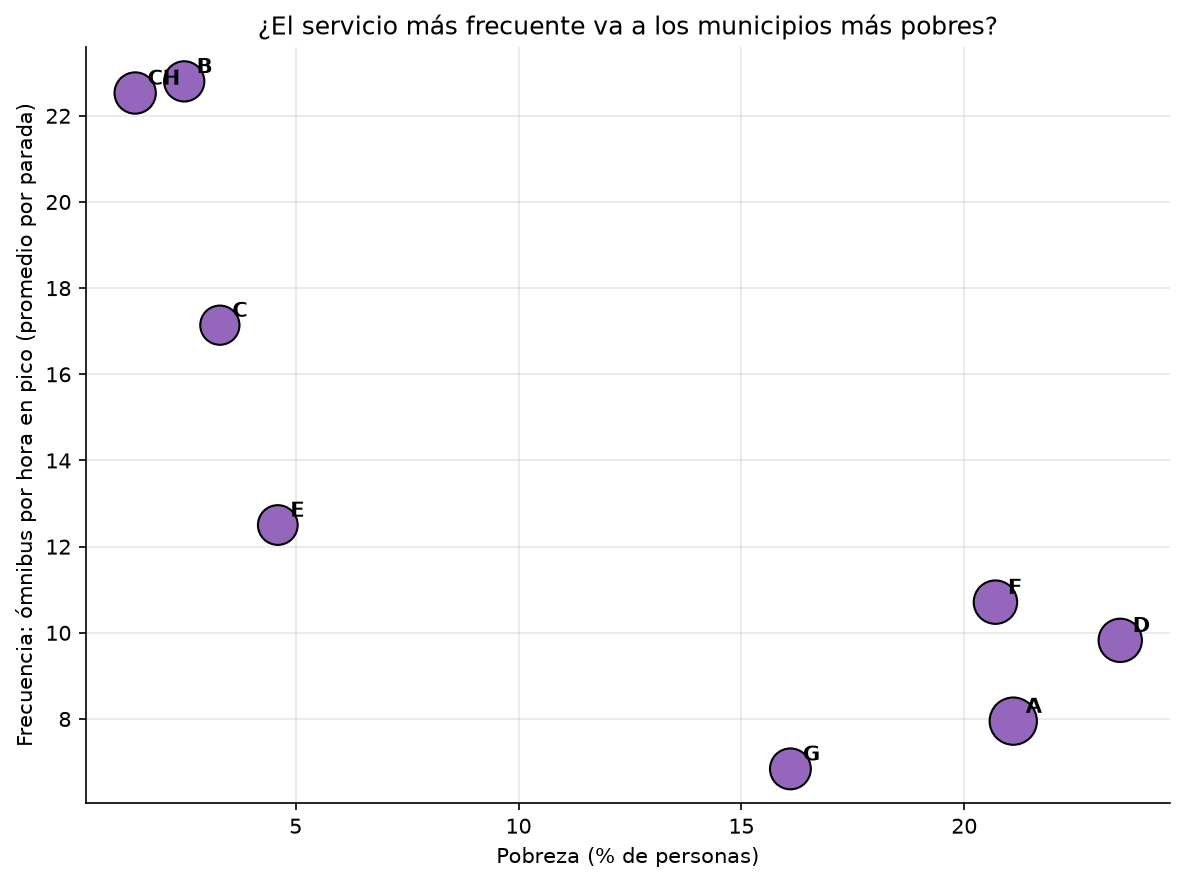 ¿El servicio más frecuente va a los municipios más pobres?
Frecuencia: ómnibus por hora en pico (promedio por parada)
22
20
18
16
14
12
10
8
CH
B
C
E
F
D
A
G
5
10
15
20
Pobreza (% de personas)